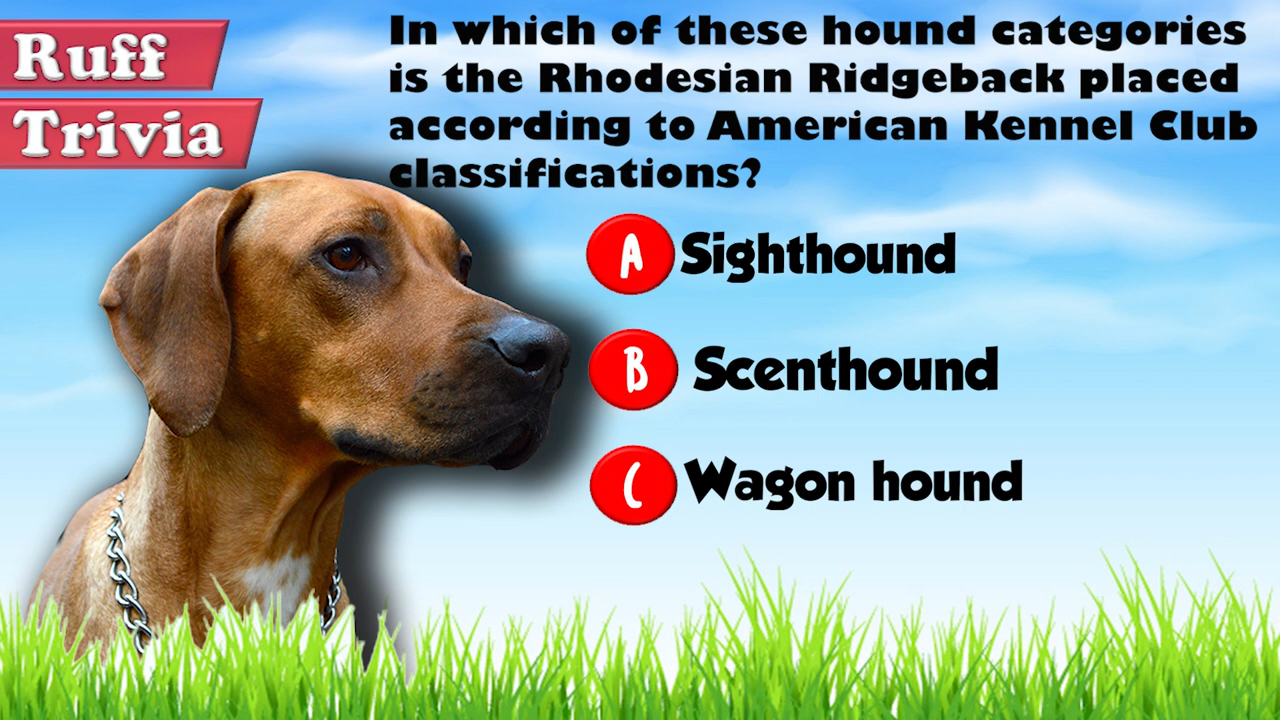 Ruff
Trivia
In which of these hound categories
is the Rhodesian Ridgeback placed
according to American Kennel Club
classifications?
A Sighthound
B Scenthound
C Wagon hound